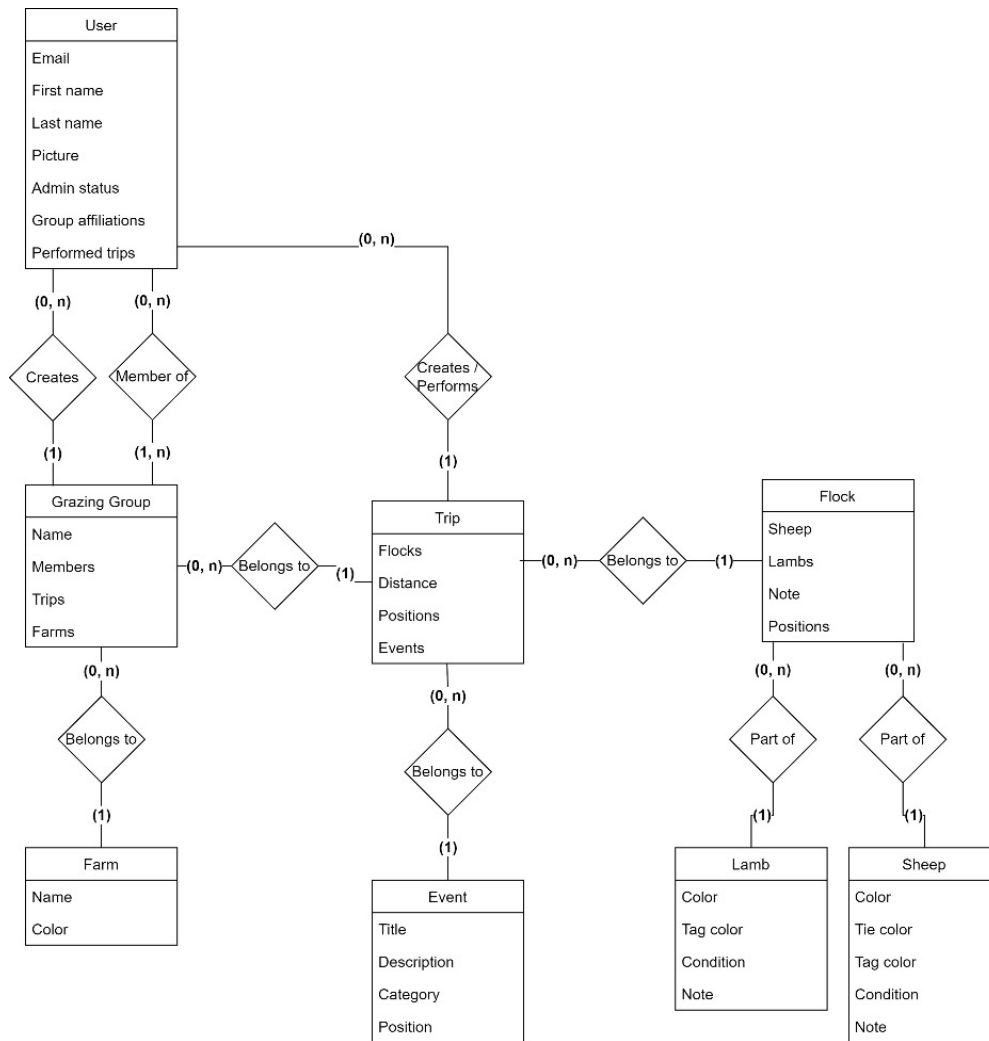 User
Email
First name
Last name
Picture
Admin status
Group affiliations
Performed trips
(0, n)
(0, n)
(0, n)
Creates
Member of
Creates /
Performs
(1)
(1, n)
(1)
Grazing Group
Name
Members
Trips
Farms
(0, n)
Belongs to
(1)
Trip
Flocks
Distance
Positions
Events
(0, n)
Belongs to
(1)
Flock
Sheep
Lambs
Note
Positions
(0, n)
Belongs to
(1)
Farm
Name
Color
(0, n)
Belongs to
(1)
Event
Title
Description
Category
Position
(0, n)
Part of
(1)
Lamb
Color
Tag color
Condition
Note
(0, n)
Part of
(1)
Sheep
Color
Tie color
Tag color
Condition
Note